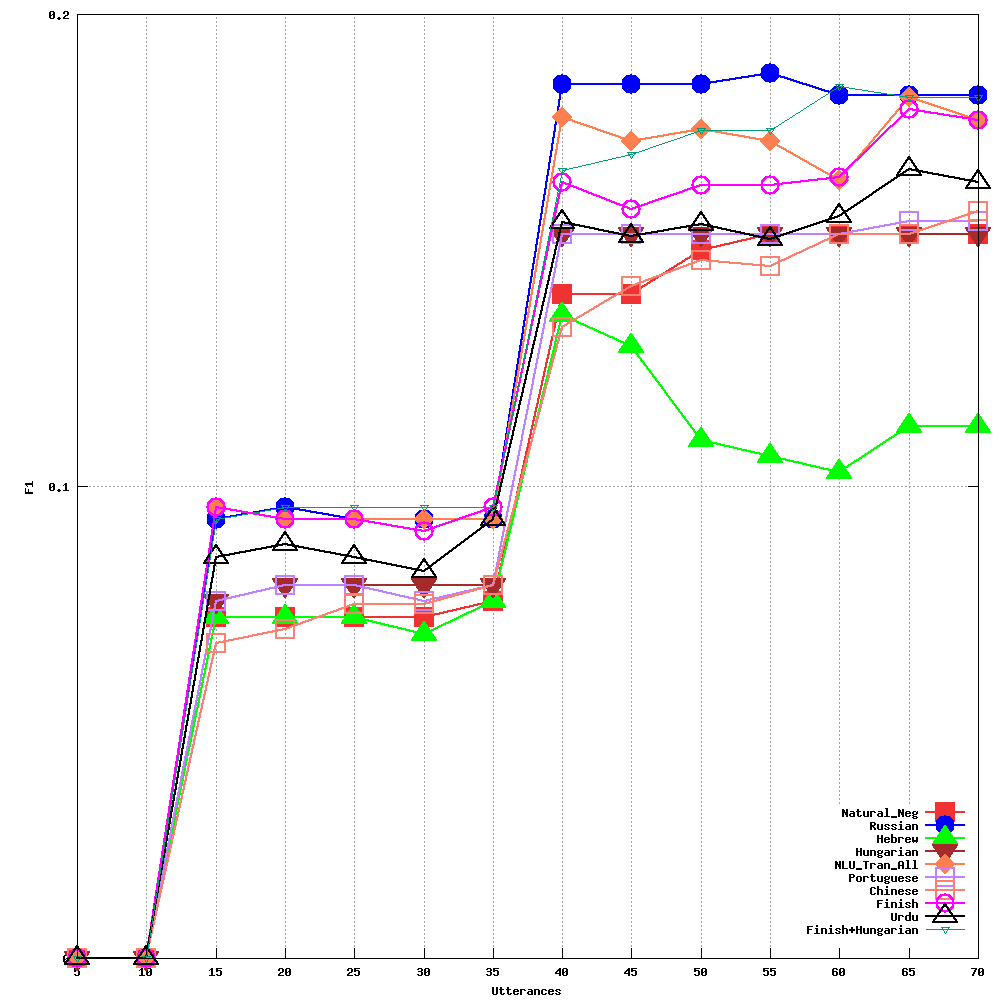 0.2
0.1
F1
0
5 10 15 20 25 30 35 40 45 50 55 60 65 70
Utterances
Natural_Neg
Russian
Hebrew
Hungarian
NLU_Tran_All
Portuguese
Chinese
Finish
Urdu
Finish+Hungarian